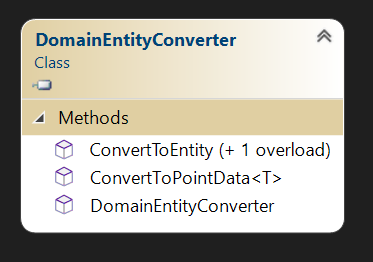 DomainEntityConverter
Class
Methods
ConvertToEntity (+ 1 overload)
ConvertToPointData<T>
DomainEntityConverter